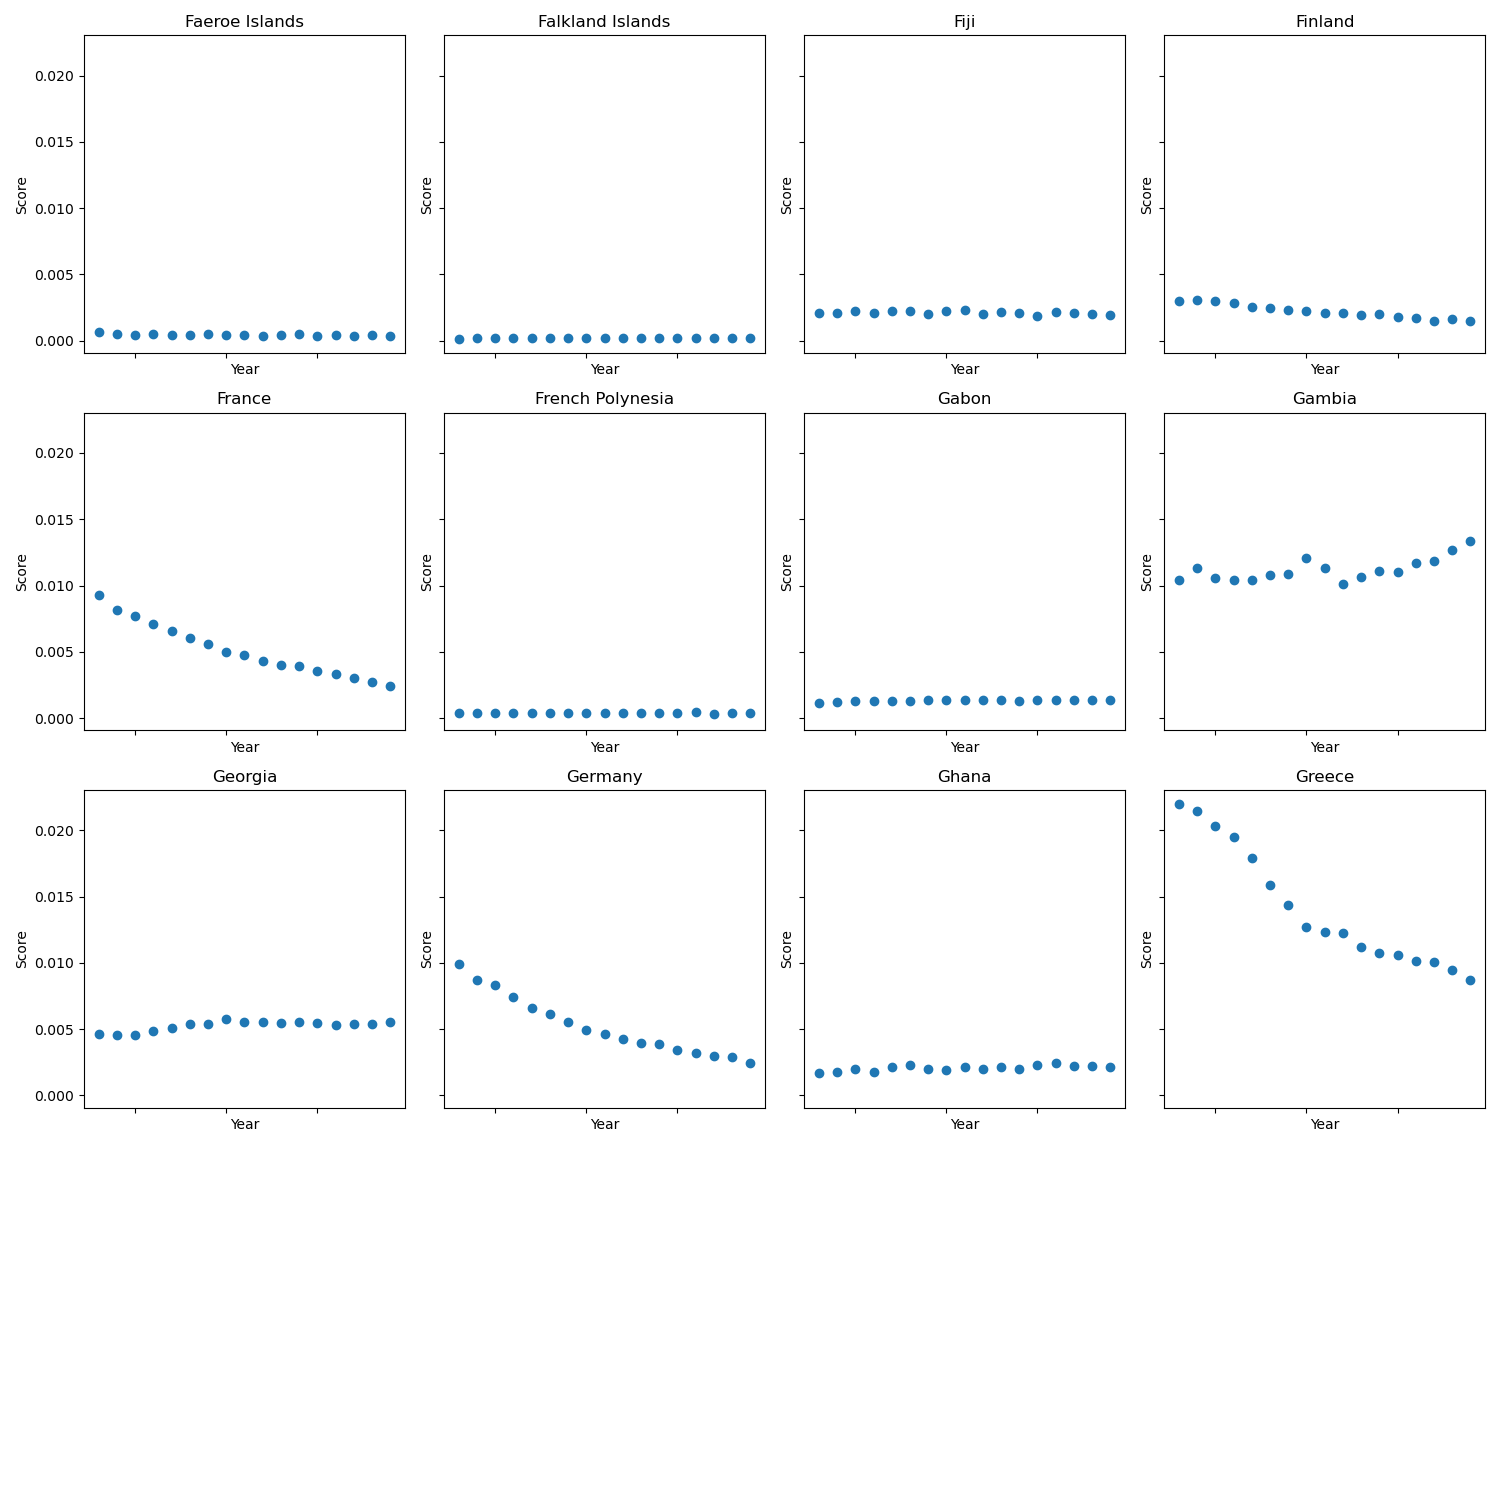 Faeroe Islands Falkland Islands Fiji Finland
0.020
0.015
0.010
0.005
0.000
Score Score Score Score
Year Year Year Year
France French Polynesia Gabon Gambia
0.020
0.015
0.010
0.005
0.000
Score Score Score Score
Year Year Year Year
Georgia Germany Ghana Greece
0.020
0.015
0.010
0.005
0.000
Score Score Score Score
Year Year Year Year